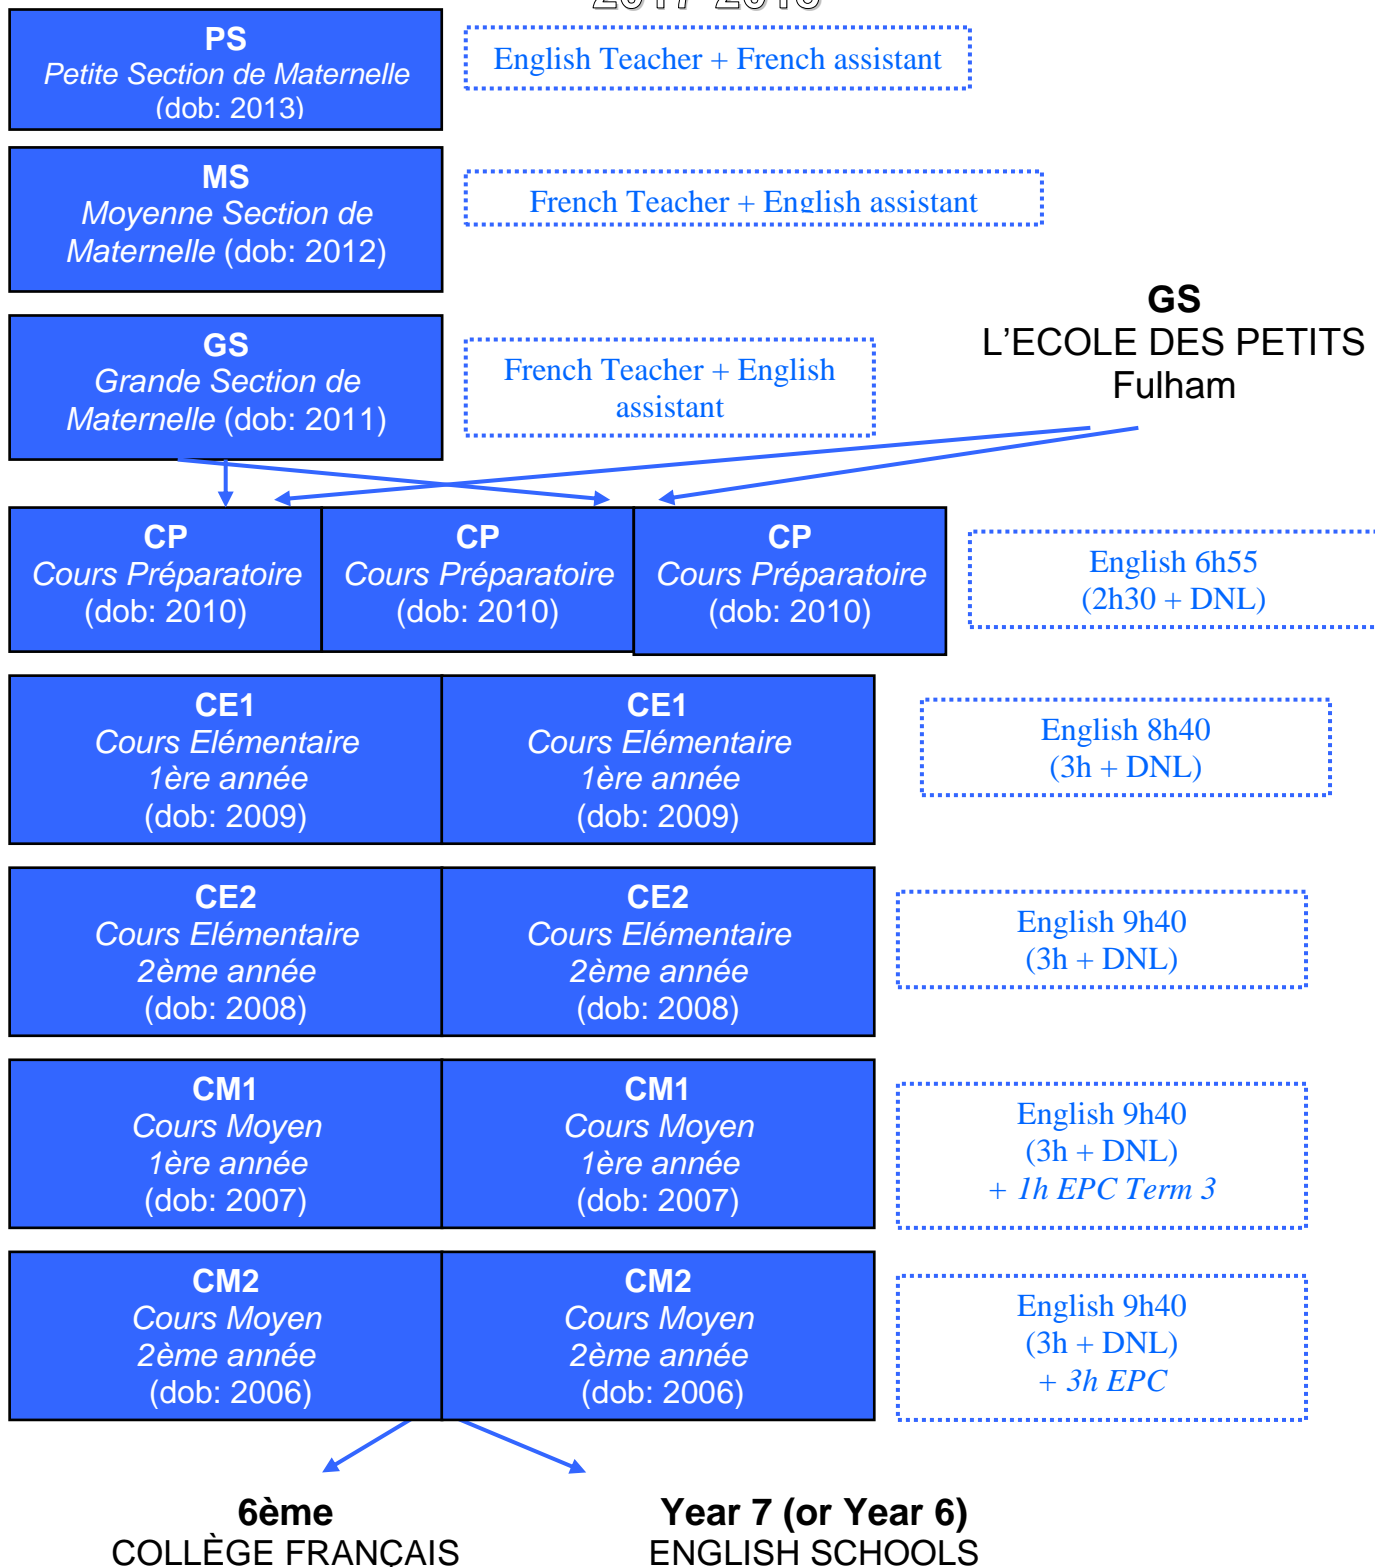 2017-2018
PS
Petite Section de Maternelle
(dob: 2013)
English Teacher + French assistant
MS
Moyenne Section de
Maternelle (dob: 2012)
French Teacher + English assistant
GS
Grande Section de
Maternelle (dob: 2011)
French Teacher + English
assistant
GS
L'ECOLE DES PETITS
Fulham
CP
Cours Préparatoire
(dob: 2010)
CP
Cours Préparatoire
(dob: 2010)
CP
Cours Préparatoire
(dob: 2010)
English 6h55
(2h30 + DNL)
CE1
Cours Elémentaire
1ère année
(dob: 2009)
CE1
Cours Elémentaire
1ère année
(dob: 2009)
English 8h40
(3h + DNL)
CE2
Cours Elémentaire
2ème année
(dob: 2008)
CE2
Cours Elémentaire
2ème année
(dob: 2008)
English 9h40
(3h + DNL)
CM1
Cours Moyen
1ère année
(dob: 2007)
CM1
Cours Moyen
1ère année
(dob: 2007)
English 9h40
(3h + DNL)
+ 1h EPC Term 3
CM2
Cours Moyen
2ème année
(dob: 2006)
CM2
Cours Moyen
2ème année
(dob: 2006)
English 9h40
(3h + DNL)
+ 3h EPC
6ème
COLLÈGE FRANÇAIS
Year 7 (or Year 6)
ENGLISH SCHOOLS